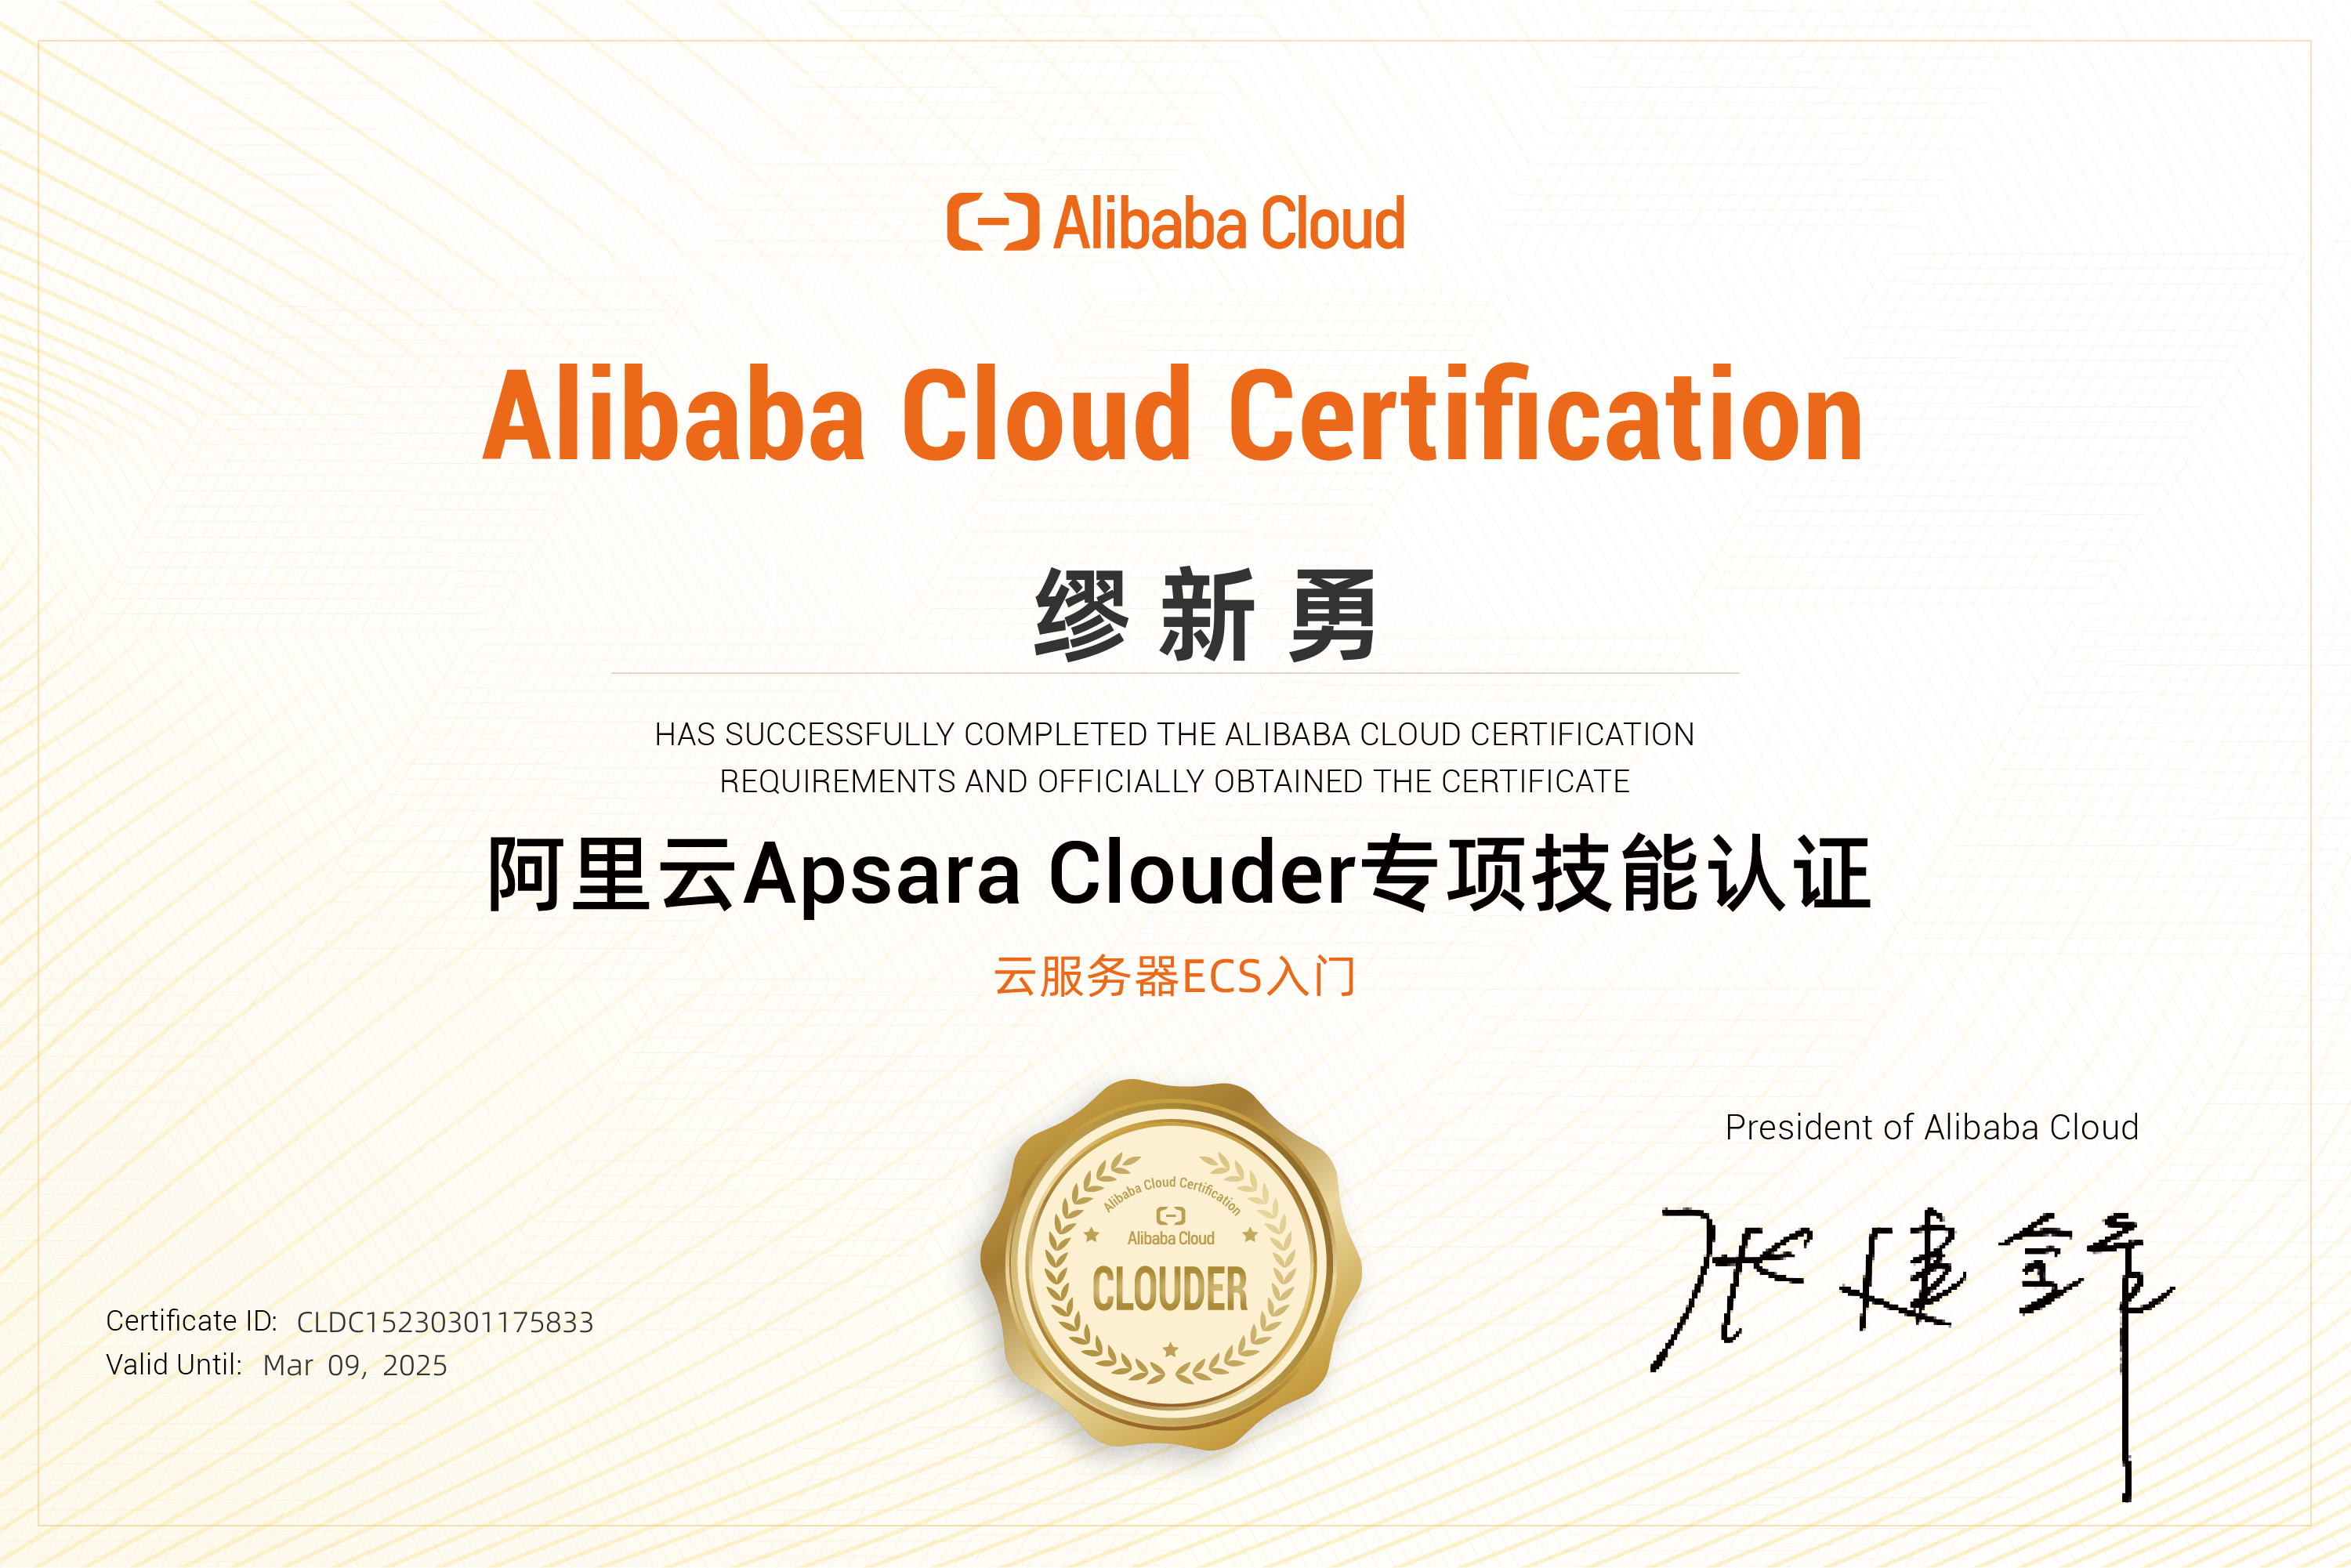 Alibaba Cloud
Alibaba Cloud Certification
缪新勇
HAS SUCCESSFULLY COMPLETED THE ALIBABA CLOUD CERTIFICATION
REQUIREMENTS AND OFFICIALLY OBTAINED THE CERTIFICATE
阿里云Apsara Clouder专项技能认证
云服务器ECS入门
Alibaba Cloud Certification
Alibaba Cloud
CLOUDER
President of Alibaba Cloud
Certificate ID: CLDC15230301175833
Valid Until: Mar 09, 2025